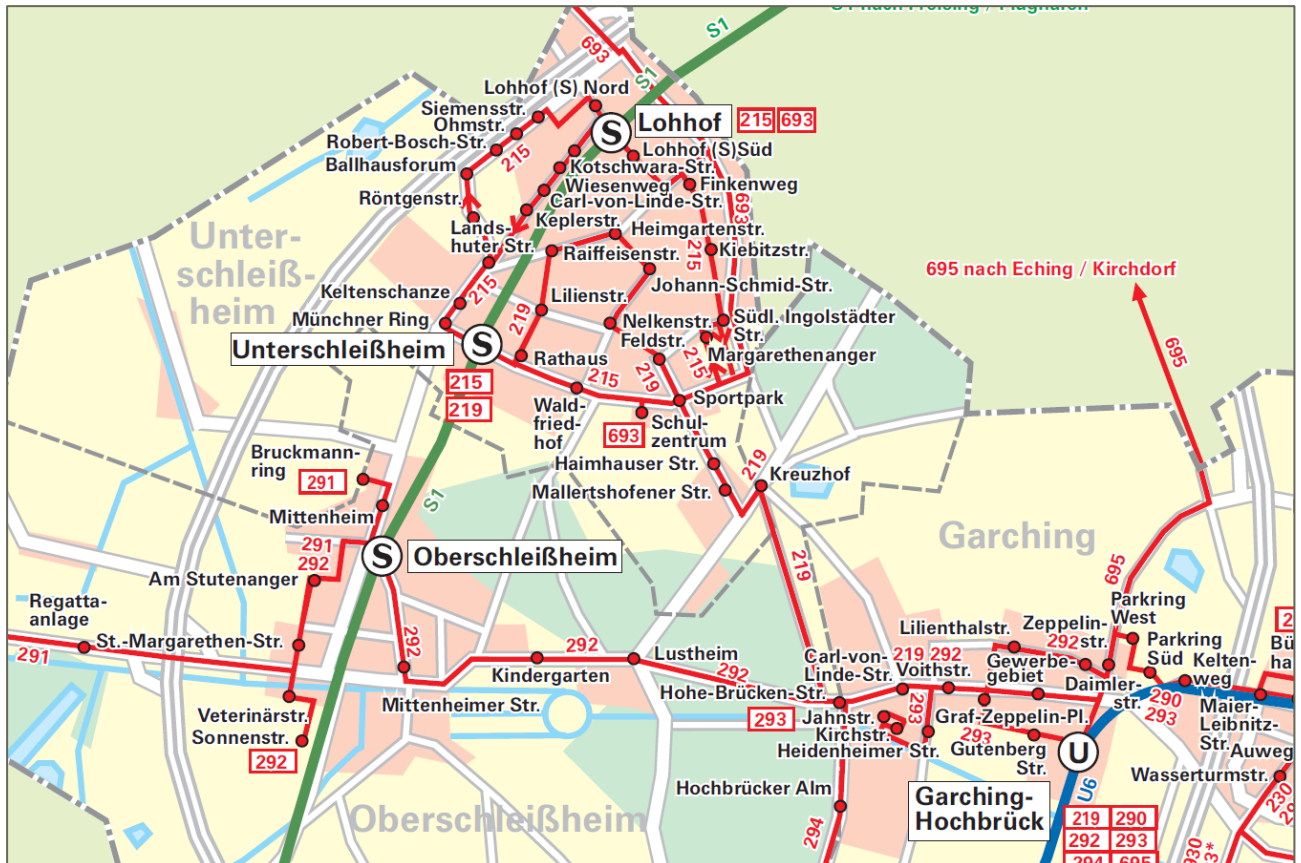 S1 nach Freising / Flughafen
693
S1
S1
Lohhof (S) Nord
Siemensstr.
Ohmstr.
Robert-Bosch-Str.
Ballhausforum
215
S
Lohhof
215
693
Lohhof (S)Süd
Kotschwara-Str.
Wiesenweg
Finkenweg
Carl-von-Linde-Str.
Röntgenstr.
Keplerstr.
Lands-
huter Str.
693
Heimgartenstr.
Raiffeisenstr.
215
Kiebitzstr.
Unter-
schleiß-
heim
695 nach Eching / Kirchdorf
Johann-Schmid-Str.
Keltenschanze
215
Lilienstr.
Münchner Ring
219
Nelkenstr.
Südl. Ingolstädter
Str.
Feldstr.
Unterschleißheim
S
Rathaus
Margarethenanger
695
215
219
215
219
215
Wald-
fried-
hof
Sportpark
693
Schul-
zentrum
Bruckmann-
ring
291
Haimhauser Str.
219
Kreuzhof
Mallertshofener Str.
S1
Mittenheim
Garching
291
292
S
Oberschleißheim
219
695
Am Stutenanger
Regatta-
anlage
St.-Margarethen-Str.
291
292
292
Kindergarten
Lustheim
292
Mittenheimer Str.
Lilienthalstr.
Zeppelin-
str.
292
Parkring
West
Parkring
Süd
Carl-von-
Linde-Str.
219
292
Voithstr.
Gewerbe-
gebiet
Daimler-
str.
Kelten-
weg
2
Bü
ha
Hohe-Brücken-Str.
290
293
Veterinärstr.
Sonnenstr.
292
293
Jahnstr.
Kirchstr.
Heidenheimer Str.
293
Graf-Zeppelin-Pl.
293
Gutenberg
Str.
U
Maier-
Leibnitz-
Str.
Auweg
Wasserturmstr.
Hochbrücker Alm
294
Garching-
Hochbrück
U6
Oberschleißheim
219
290
292
293
294
695
230